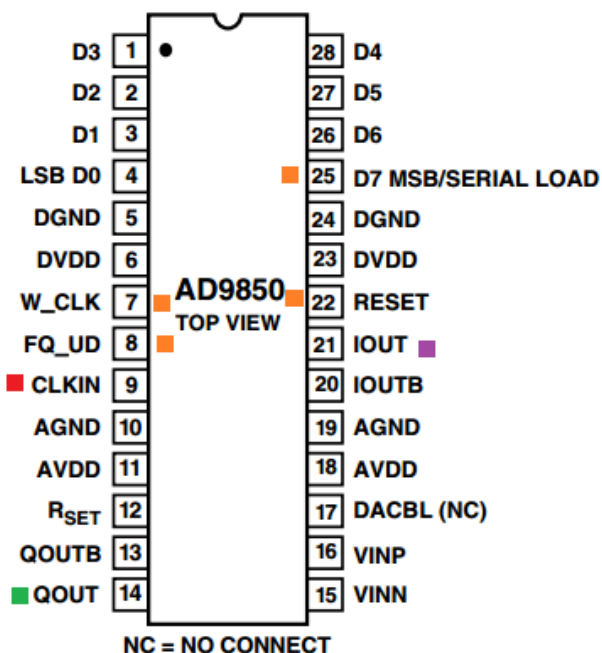 D3 1 28 D4
D2 2 27 D5
D1 3 26 D6
LSB D0 4 25 D7 MSB/SERIAL LOAD
DGND 5 24 DGND
DVDD 6 23 DVDD
W_CLK 7 AD9850 22 RESET
TOP VIEW
FQ_UD 8 21 IOUT
CLKIN 9 20 IOUTB
AGND 10 19 AGND
AVDD 11 18 AVDD
RSET 12 17 DACBL (NC)
QOUTB 13 16 VINP
QOUT 14 15 VINN
NC = NO CONNECT